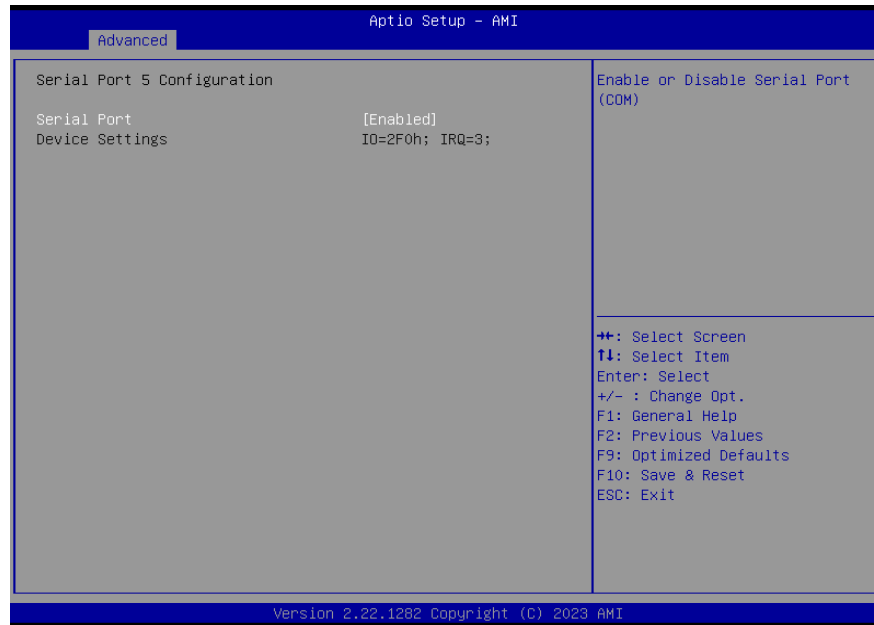 Aptio Setup – AMI
Advanced
Serial Port 5 Configuration
Serial Port [Enabled]
Device Settings IO=2F0h; IRQ=3;
Enable or Disable Serial Port
(COM)
→←: Select Screen
↑↓: Select Item
Enter: Select
+/- : Change Opt.
F1: General Help
F2: Previous Values
F9: Optimized Defaults
F10: Save & Reset
ESC: Exit
Version 2.22.1282 Copyright (C) 2023 AMI